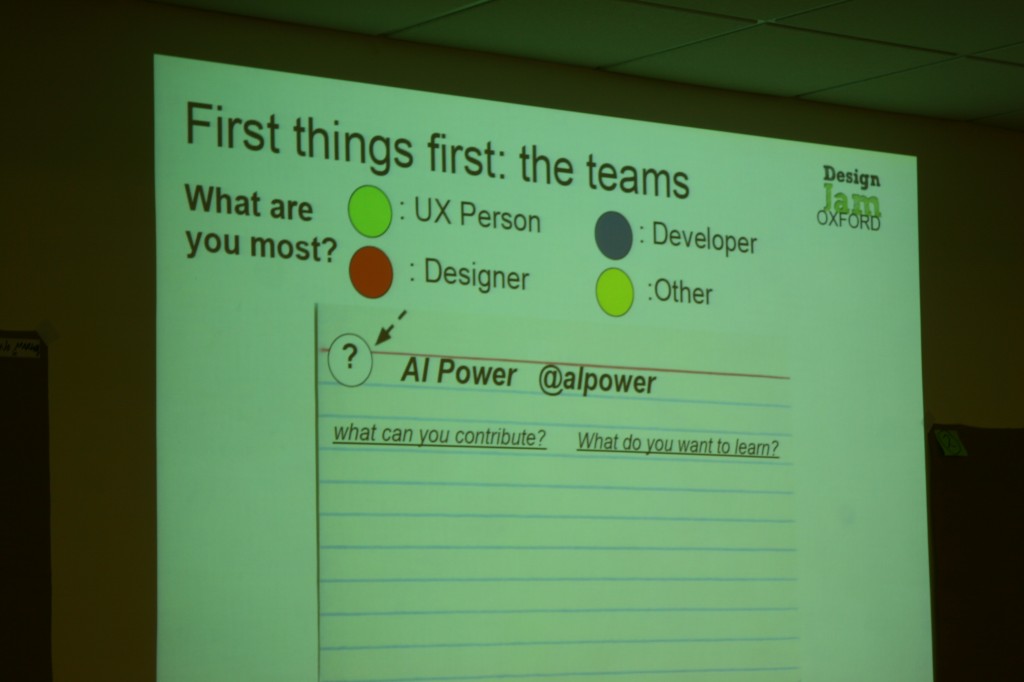 First things first: the teams
Design
Jam
OXFORD
What are
you most?
: UX Person
: Developer
: Designer
:Other
?
Al Power @alpower
what can you contribute? What do you want to learn?